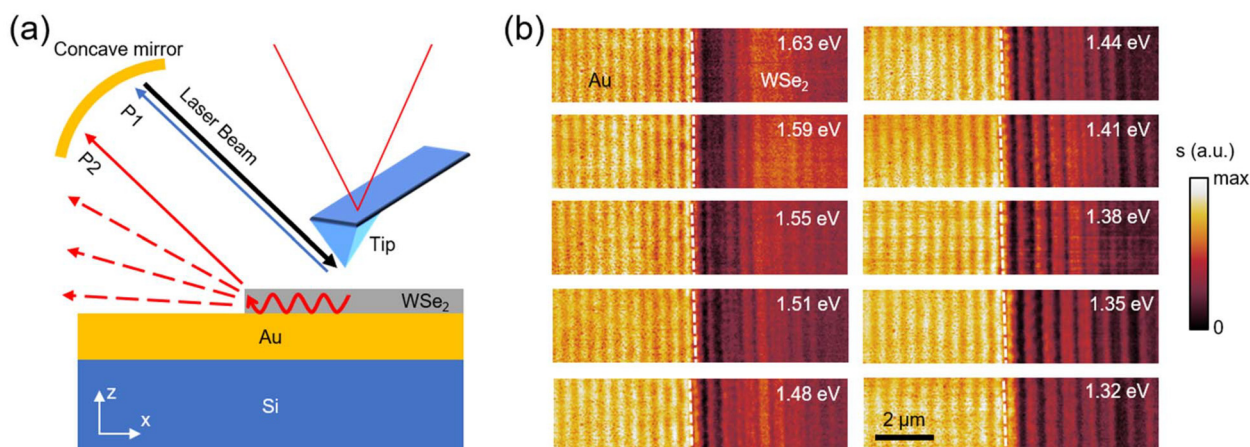 (a)
Concave mirror
P1
Laser Beam
P2
Tip
WSe₂
Au
Si
z
x
(b)
1.63 eV
Au
WSe₂
1.59 eV
1.55 eV
1.51 eV
1.48 eV
1.44 eV
1.41 eV
1.38 eV
1.35 eV
1.32 eV
2 μm
s (a.u.)
max
0